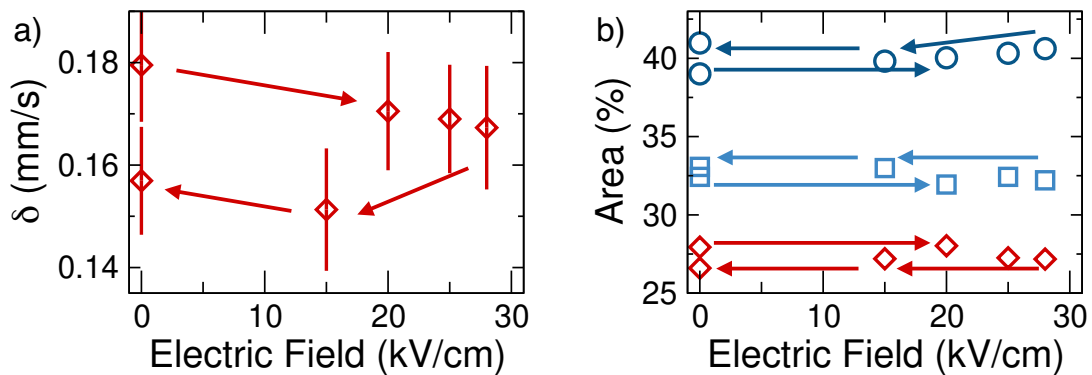 a)
δ (mm/s)
0.18
0.16
0.14
0 10 20 30
Electric Field (kV/cm)
b)
Area (%)
40
35
30
25
0 10 20 30
Electric Field (kV/cm)